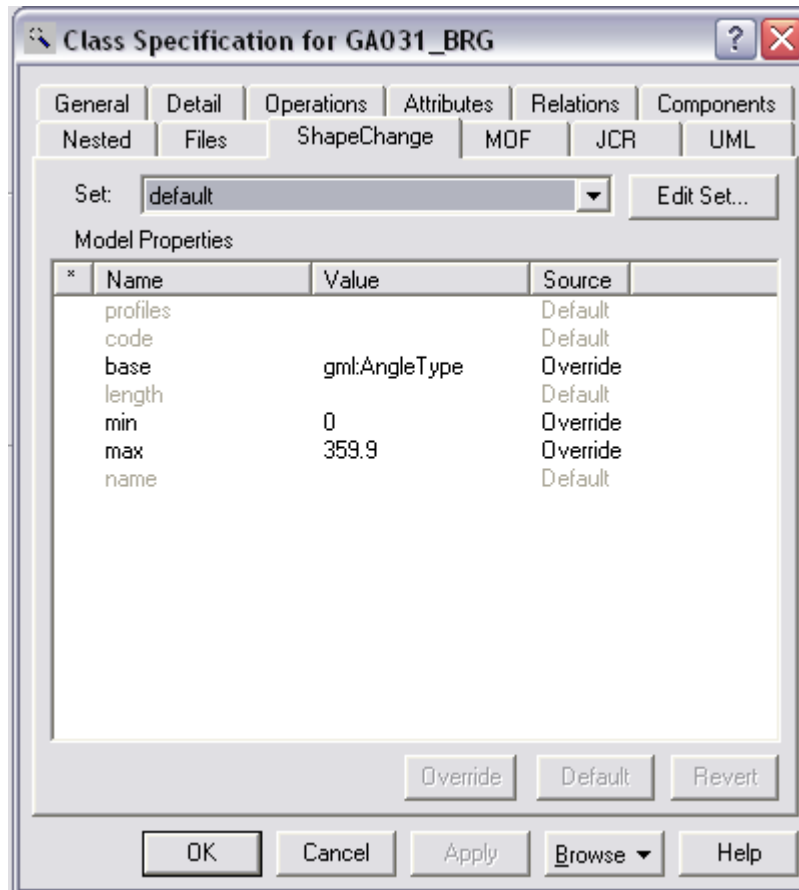 Class Specification for GA031_BRG
General Detail Operations Attributes Relations Components
Nested Files ShapeChange MOF JCR UML
Set: default Edit Set...
Model Properties
* Name Value Source
profiles Default
code Default
base gml:AngleType Override
length Default
min 0 Override
max 359.9 Override
name Default
Override Default Revert
OK Cancel Apply Browse Help